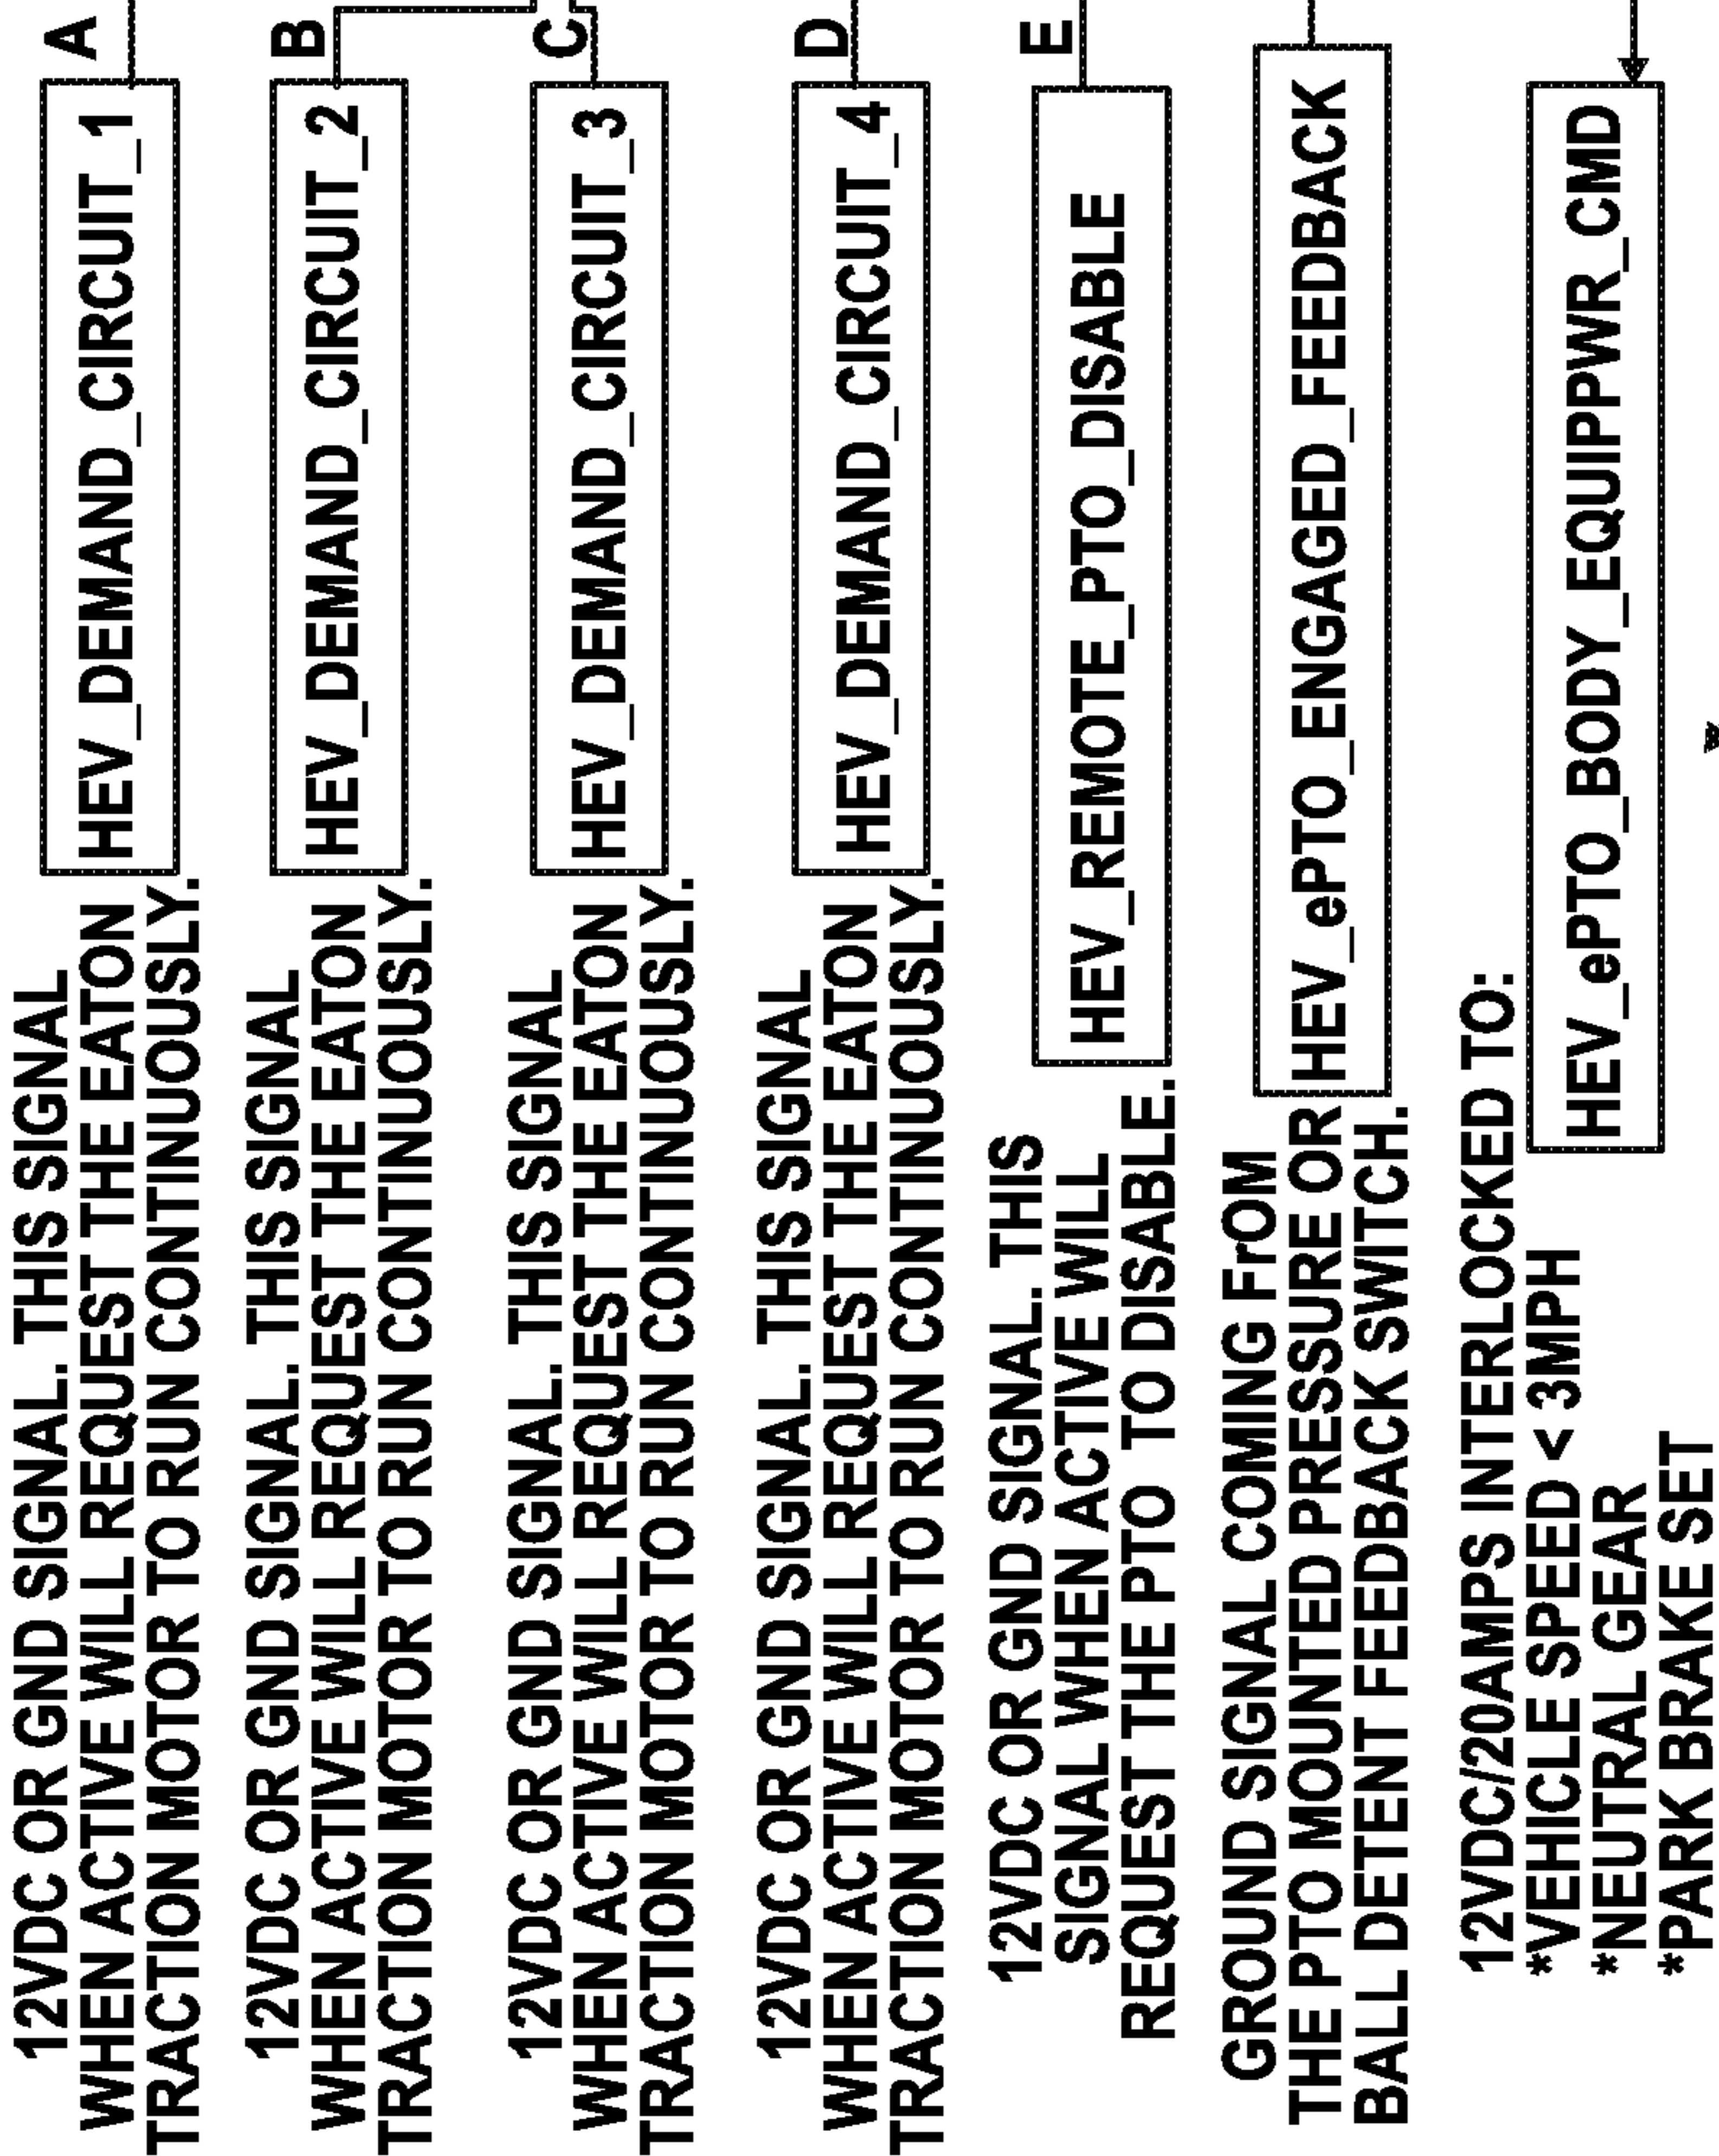 12VDC OR GND SIGNAL. THIS SIGNAL
WHEN ACTIVE WILL REQUEST THE EATON
TRACTION MOTOR TO RUN CONTINUOUSLY.
HEV_DEMAND_CIRCUIT_1
A
12VDC OR GND SIGNAL. THIS SIGNAL
WHEN ACTIVE WILL REQUEST THE EATON
TRACTION MOTOR TO RUN CONTINUOUSLY.
HEV_DEMAND_CIRCUIT_2
B
12VDC OR GND SIGNAL. THIS SIGNAL
WHEN ACTIVE WILL REQUEST THE EATON
TRACTION MOTOR TO RUN CONTINUOUSLY.
HEV_DEMAND_CIRCUIT_3
C
12VDC OR GND SIGNAL. THIS SIGNAL
WHEN ACTIVE WILL REQUEST THE EATON
TRACTION MOTOR TO RUN CONTINUOUSLY.
HEV_DEMAND_CIRCUIT_4
D
12VDC OR GND SIGNAL. THIS
SIGNAL WHEN ACTIVE WILL
REQUEST THE PTO TO DISABLE.
HEV_REMOTE_PTO_DISABLE
E
GROUND SIGNAL COMING FrOM
THE PTO MOUNTED PRESSURE OR
BALL DETENT FEEDBACK SWITCH.
HEV_ePTO_ENGAGED_FEEDBACK
12VDC/20AMPS INTERLOCKED TO:
*VEHICLE SPEED < 3MPH
*NEUTRAL GEAR
*PARK BRAKE SET
HEV_ePTO_BODY_EQUIPPWR_CMD